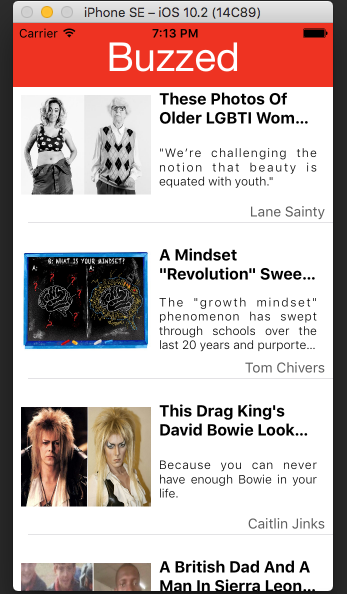 iPhone SE – iOS 10.2 (14C89)
Carrier 7:13 PM
Buzzed
These Photos Of
Older LGBTI Wom...
"We're challenging the
notion that beauty is
equated with youth."
Lane Sainty
B: WHAT IS YOUR MINDSET?
A: A:
A Mindset
"Revolution" Swee...
The "growth mindset"
phenomenon has swept
through schools over the
last 20 years and purporte...
Tom Chivers
This Drag King's
David Bowie Look...
Because you can never
have enough Bowie in your
life.
Caitlin Jinks
A British Dad And A
Man In Sierra Leon...